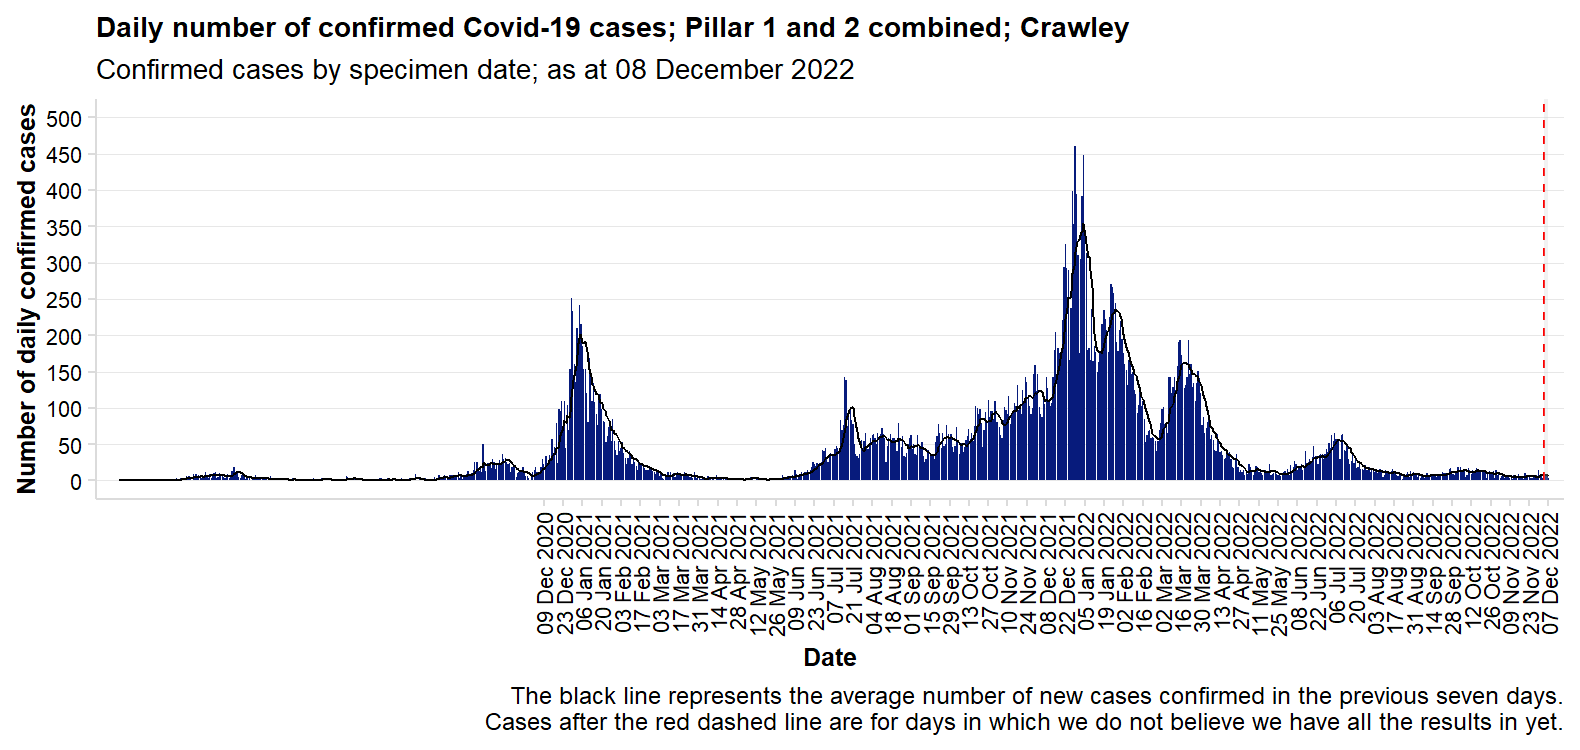 Daily number of confirmed Covid-19 cases; Pillar 1 and 2 combined; Crawley
Confirmed cases by specimen date; as at 08 December 2022
Number of daily confirmed cases
500
450
400
350
300
250
200
150
100
50
0
09 Dec 2020
23 Dec 2020
06 Jan 2021
20 Jan 2021
03 Feb 2021
17 Feb 2021
03 Mar 2021
17 Mar 2021
31 Mar 2021
14 Apr 2021
28 Apr 2021
12 May 2021
26 May 2021
09 Jun 2021
23 Jun 2021
07 Jul 2021
21 Jul 2021
04 Aug 2021
18 Aug 2021
01 Sep 2021
15 Sep 2021
29 Sep 2021
13 Oct 2021
27 Oct 2021
10 Nov 2021
24 Nov 2021
08 Dec 2021
22 Dec 2021
05 Jan 2022
19 Jan 2022
02 Feb 2022
16 Feb 2022
02 Mar 2022
16 Mar 2022
30 Mar 2022
13 Apr 2022
27 Apr 2022
11 May 2022
25 May 2022
08 Jun 2022
22 Jun 2022
06 Jul 2022
20 Jul 2022
03 Aug 2022
17 Aug 2022
31 Aug 2022
14 Sep 2022
28 Sep 2022
12 Oct 2022
26 Oct 2022
09 Nov 2022
23 Nov 2022
07 Dec 2022
Date
The black line represents the average number of new cases confirmed in the previous seven days.
Cases after the red dashed line are for days in which we do not believe we have all the results in yet.